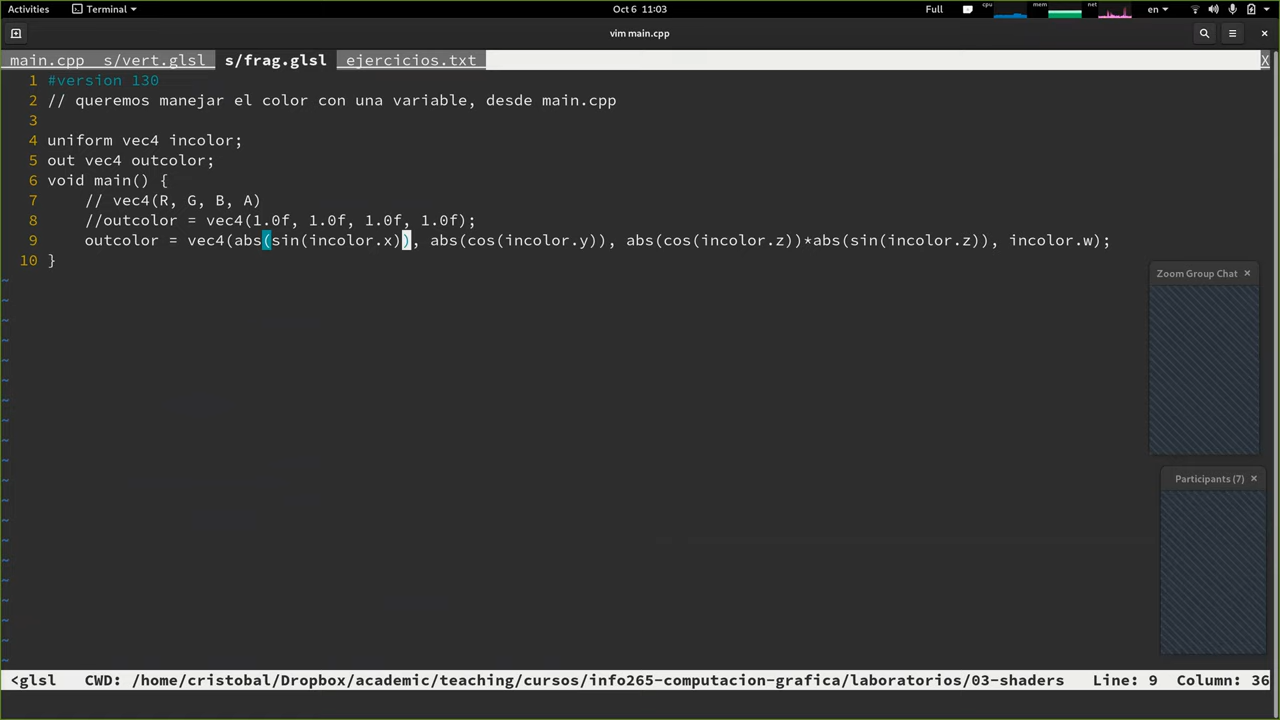 Activities Terminal Oct 6 11:03 Full cpu mem net en
vim main.cpp
main.cpp s/vert.glsl s/frag.glsl ejercicios.txt X
1 #version 130
2 // queremos manejar el color con una variable, desde main.cpp
3
4 uniform vec4 incolor;
5 out vec4 outcolor;
6 void main() {
7 // vec4(R, G, B, A)
8 //outcolor = vec4(1.0f, 1.0f, 1.0f, 1.0f);
9 outcolor = vec4(abs(sin(incolor.x)), abs(cos(incolor.y)), abs(cos(incolor.z))*abs(sin(incolor.z)), incolor.w);
10 }
Zoom Group Chat
Participants (7)
<glsl CWD: /home/cristobal/Dropbox/academic/teaching/cursos/info265-computacion-grafica/laboratorios/03-shaders Line: 9 Column: 36